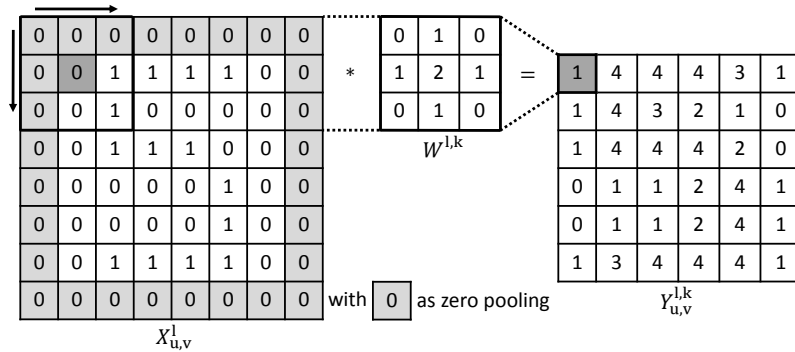 0 0 0 0 0 0 0 0
0 0 1 1 1 1 0 0
0 0 1 0 0 0 0 0
0 0 1 1 1 0 0 0
0 0 0 0 0 1 0 0
0 0 0 0 0 1 0 0
0 0 1 1 1 1 0 0
0 0 0 0 0 0 0 0
X^l_{u,v}
*
0 1 0
1 2 1
0 1 0
W^{l,k}
=
1 4 4 4 3 1
1 4 3 2 1 0
1 4 4 4 2 0
0 1 1 2 4 1
0 1 1 2 4 1
1 3 4 4 4 1
Y^{l,k}_{u,v}
with 0 as zero pooling